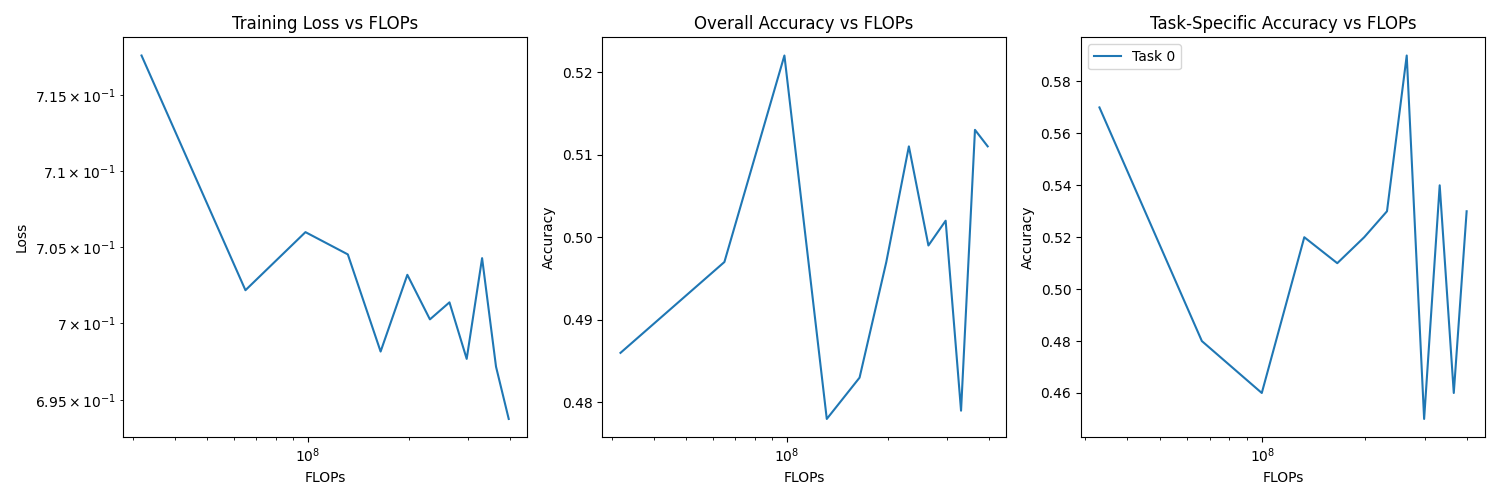 Training Loss vs FLOPs
Loss
7.15 × 10⁻¹
7.1 × 10⁻¹
7.05 × 10⁻¹
7 × 10⁻¹
6.95 × 10⁻¹
10⁸
FLOPs
Overall Accuracy vs FLOPs
Accuracy
0.52
0.51
0.50
0.49
0.48
10⁸
FLOPs
Task-Specific Accuracy vs FLOPs
Task 0
Accuracy
0.58
0.56
0.54
0.52
0.50
0.48
0.46
10⁸
FLOPs